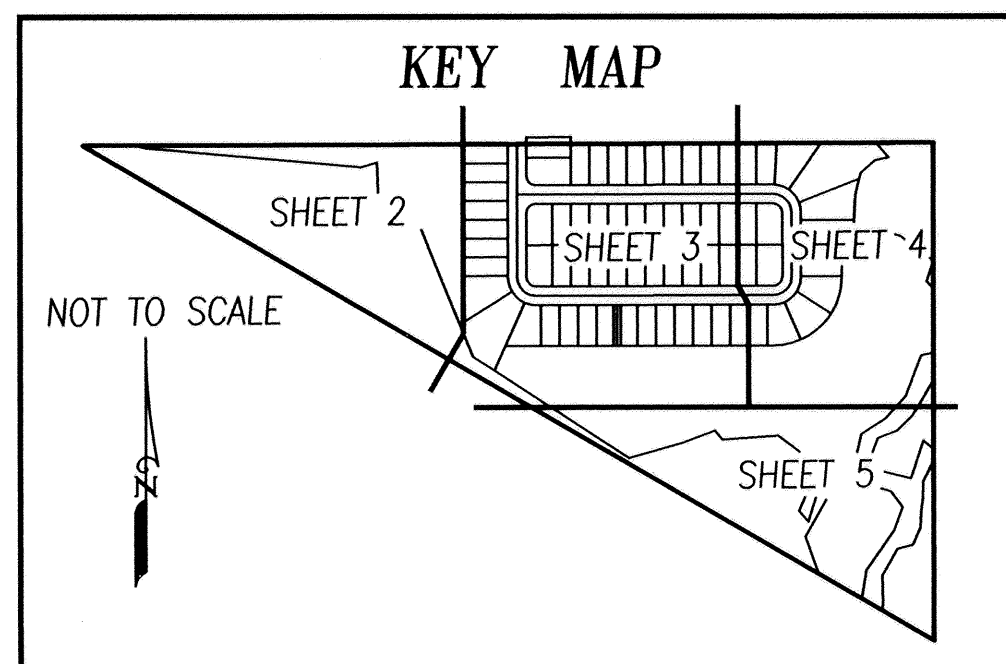 KEY MAP
SHEET 2
SHEET 3
SHEET 4
NOT TO SCALE
N
SHEET 5